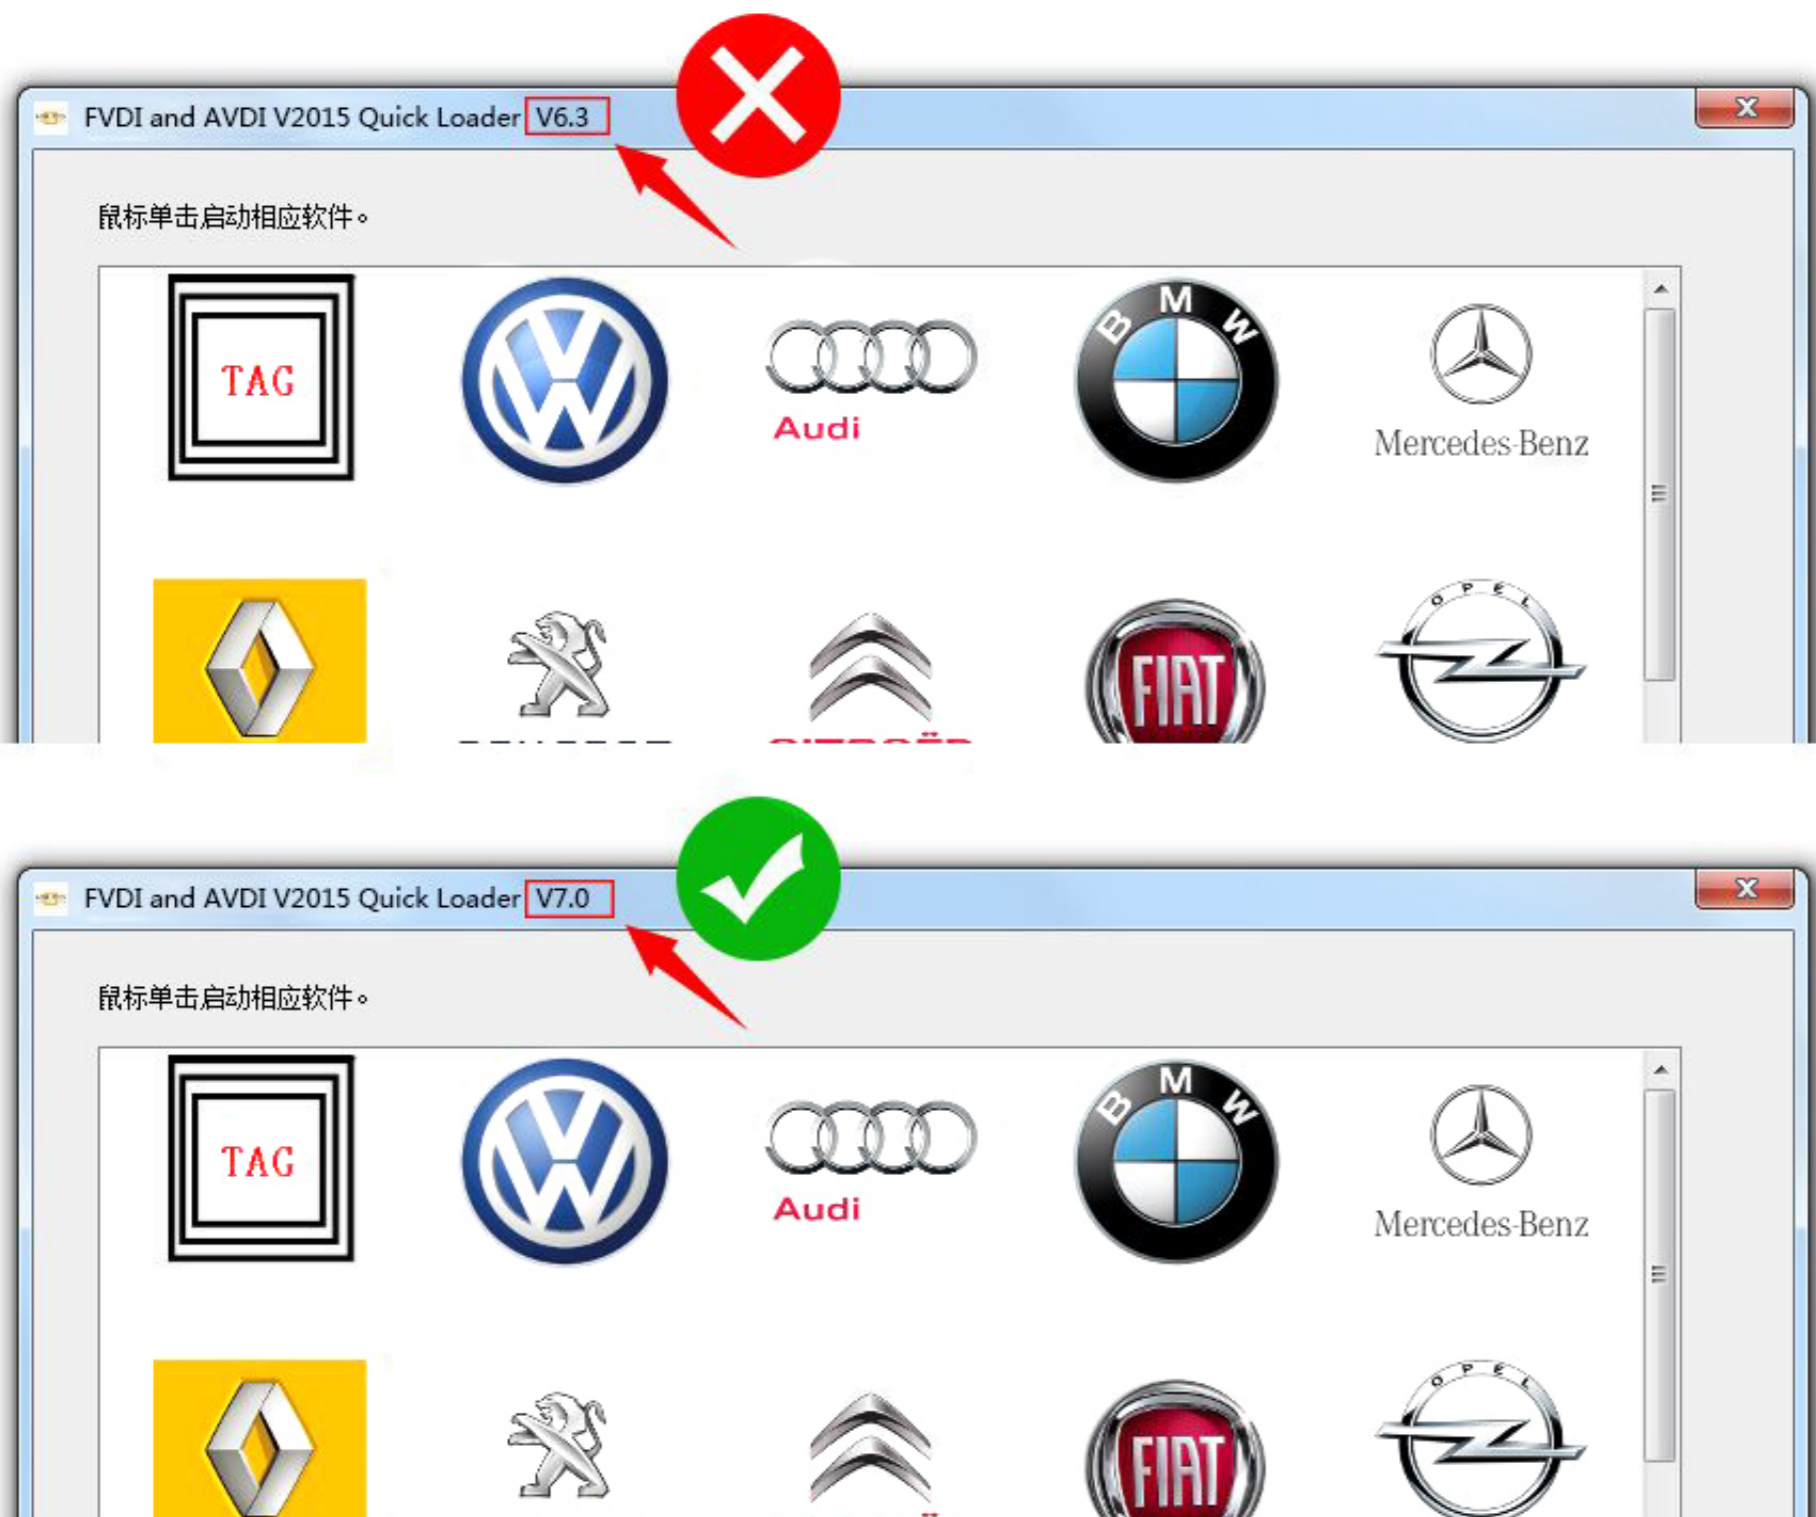 FVDI and AVDI V2015 Quick Loader V6.3
鼠标单击启动相应软件。
TAG
Audi
BMW
Mercedes-Benz
FIAT
OPEL
PEUGEOT
CITROËN
FVDI and AVDI V2015 Quick Loader V7.0
鼠标单击启动相应软件。
TAG
Audi
BMW
Mercedes-Benz
FIAT
OPEL